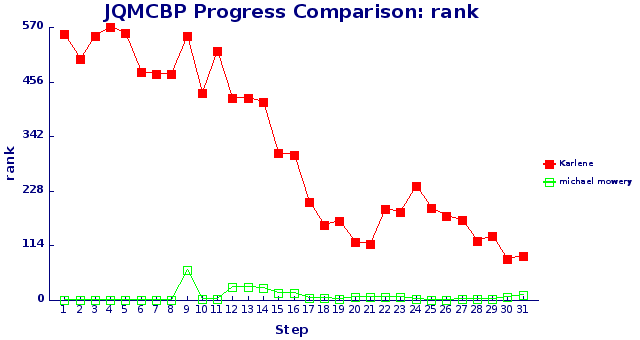 JQMCBP Progress Comparison: rank
570
456
342
228
114
0
rank
1 2 3 4 5 6 7 8 9 10 11 12 13 14 15 16 17 18 19 20 21 22 23 24 25 26 27 28 29 30 31
Step
Karlene
michael mowery